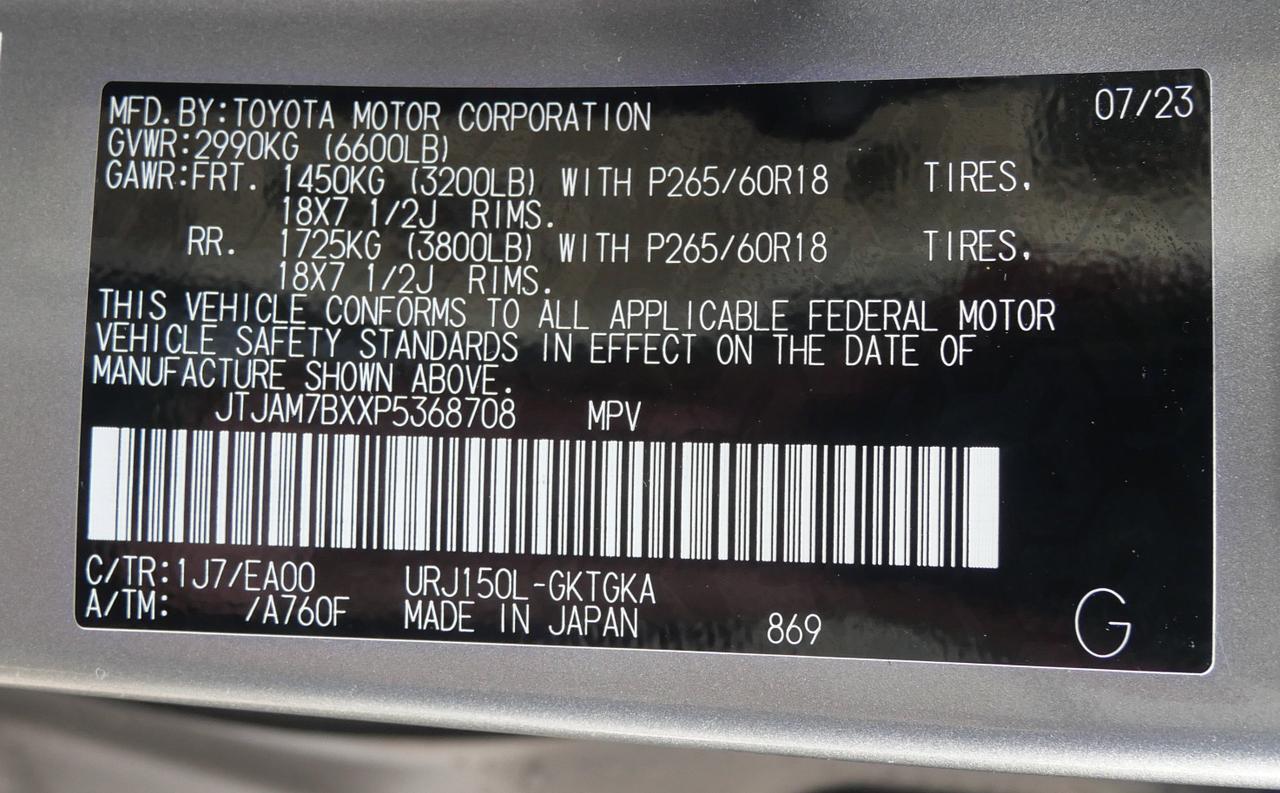 07/23
MFD.BY:TOYOTA MOTOR CORPORATION
GVWR:2990KG (6600LB)
GAWR:FRT. 1450KG (3200LB) WITH P265/60R18 TIRES,
18X7 1/2J RIMS.
RR. 1725KG (3800LB) WITH P265/60R18 TIRES,
18X7 1/2J RIMS.
THIS VEHICLE CONFORMS TO ALL APPLICABLE FEDERAL MOTOR
VEHICLE SAFETY STANDARDS IN EFFECT ON THE DATE OF
MANUFACTURE SHOWN ABOVE.
JTJAM7BXXP5368708 MPV
C/TR:1J7/EA00 URJ150L-GKTGKA
A/TM: /A760F MADE IN JAPAN 869 G